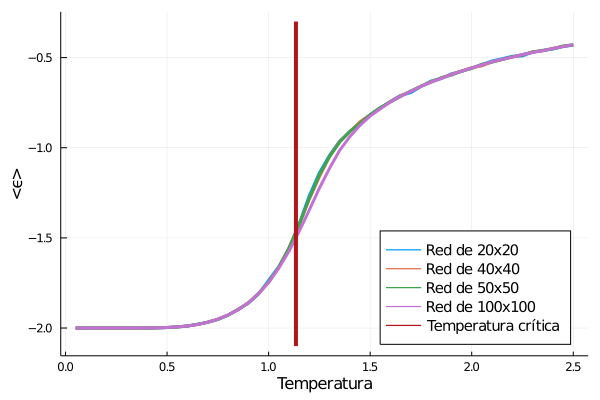 −0.5
−1.0
<ϵ>
−1.5
−2.0
Red de 20x20
Red de 40x40
Red de 50x50
Red de 100x100
Temperatura crítica
0.0 0.5 1.0 1.5 2.0 2.5
Temperatura